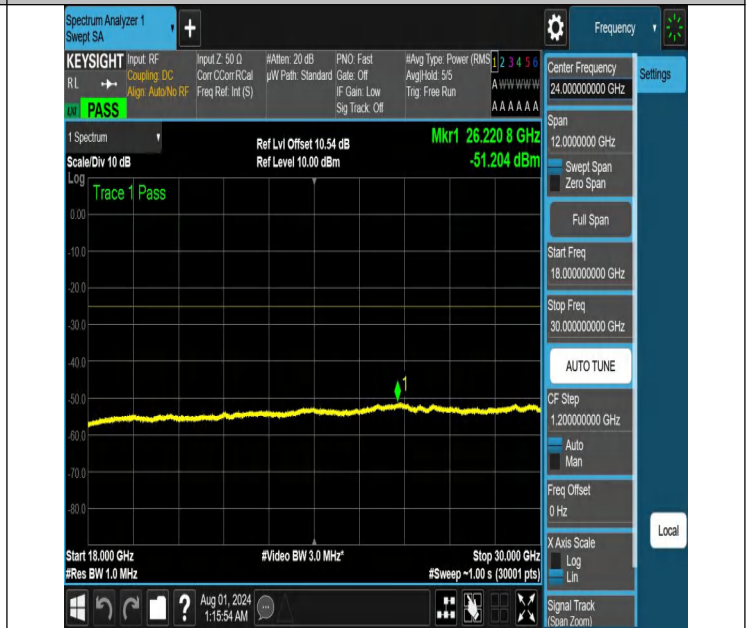 Spectrum Analyzer 1
Swept SA
+
Frequency
KEYSIGHT
RL
PASS
Input: RF
Coupling: DC
Align: Auto/No RF
Input Z: 50 Ω
Corr CCorr RCal
Freq Ref: Int (S)
#Atten: 20 dB
µW Path: Standard
PNO: Fast
Gate: Off
IF Gain: Low
Sig Track: Off
#Avg Type: Power (RMS
Avg|Hold: 5/5
Trig: Free Run
1 2 3 4 5 6
A W W W W W
A A A A A A
1 Spectrum
Scale/Div 10 dB
Ref Lvl Offset 10.54 dB
Ref Level 10.00 dBm
Mkr1 26.220 8 GHz
-51.204 dBm
Log
Trace 1 Pass
0.00
-10.0
-20.0
-30.0
-40.0
-50.0
-60.0
-70.0
-80.0
1
Start 18.000 GHz
#Res BW 1.0 MHz
#Video BW 3.0 MHz*
Stop 30.000 GHz
#Sweep ~1.00 s (30001 pts)
Center Frequency
24.000000000 GHz
Settings
Span
12.0000000 GHz
Swept Span
Zero Span
Full Span
Start Freq
18.000000000 GHz
Stop Freq
30.000000000 GHz
AUTO TUNE
CF Step
1.200000000 GHz
Auto
Man
Freq Offset
0 Hz
X Axis Scale
Log
Lin
Local
Signal Track
(Span Zoom)
?
Aug 01, 2024
1:15:54 AM